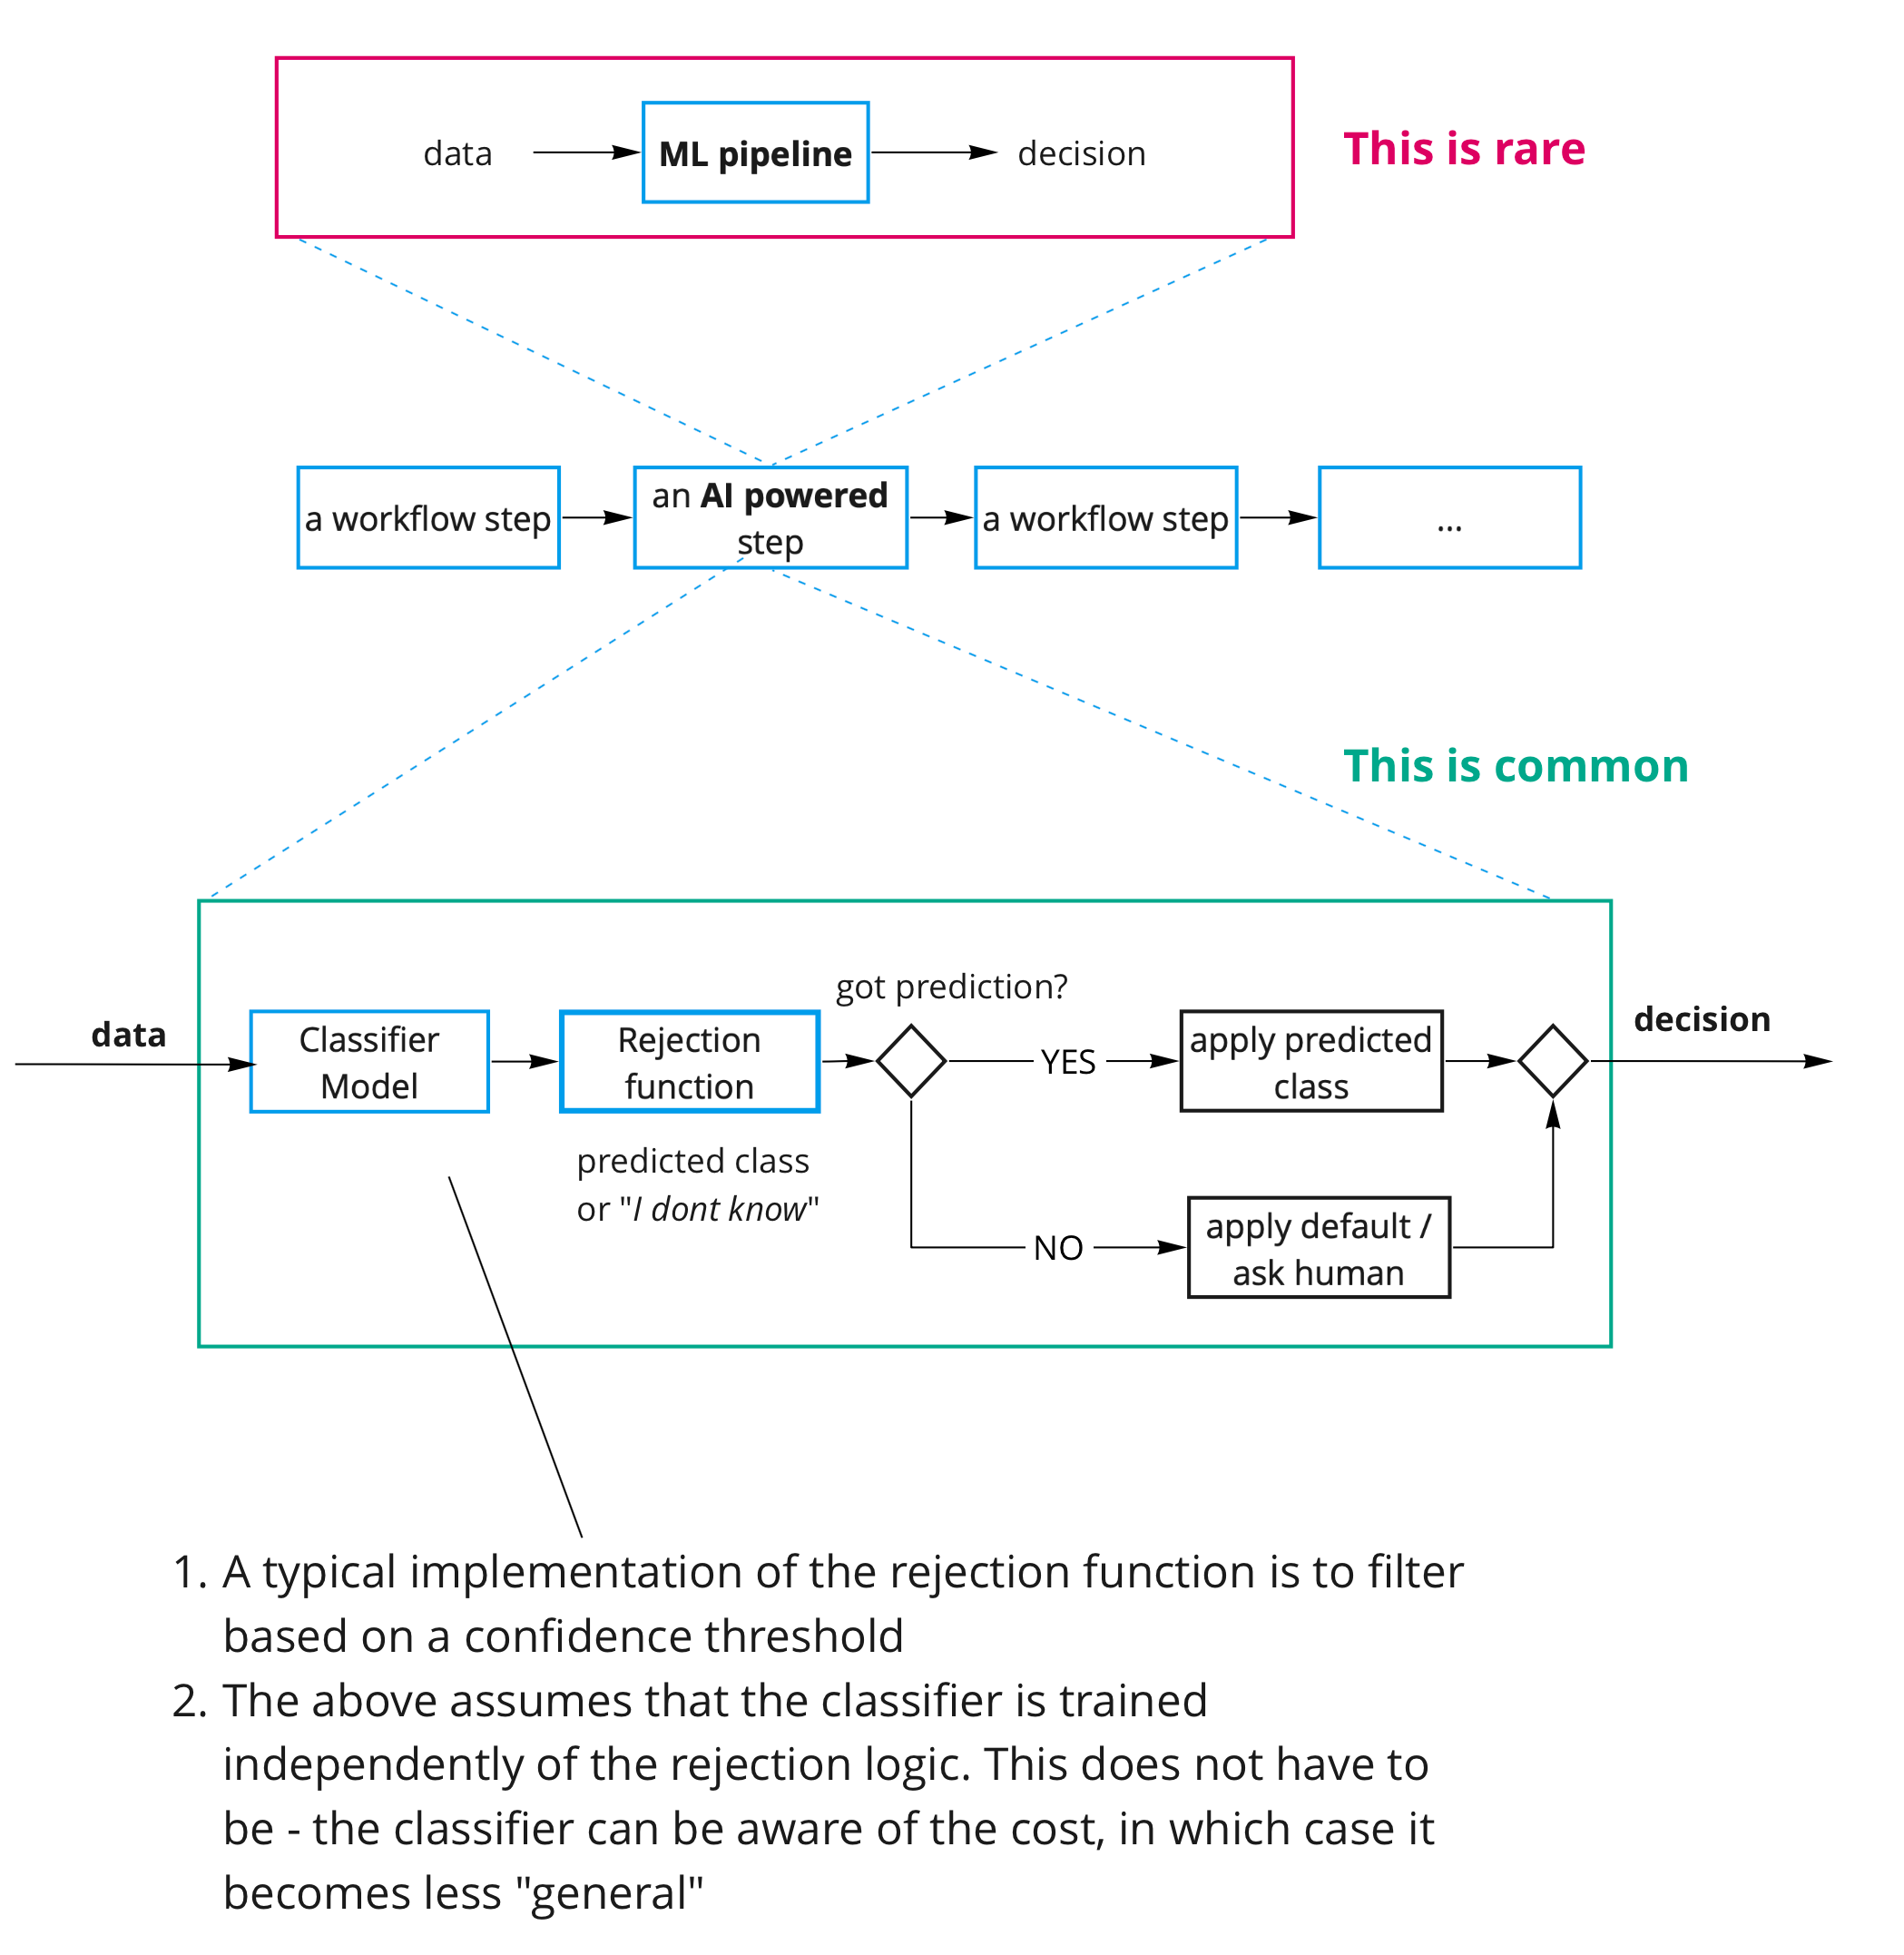 data
ML pipeline
decision
This is rare
a workflow step
an AI powered
step
a workflow step
...
This is common
got prediction?
data
Classifier
Model
Rejection
function
YES
apply predicted
class
decision
predicted class
or "I dont know"
NO
apply default /
ask human
1. A typical implementation of the rejection function is to filter
based on a confidence threshold
2. The above assumes that the classifier is trained
independently of the rejection logic. This does not have to
be - the classifier can be aware of the cost, in which case it
becomes less "general"